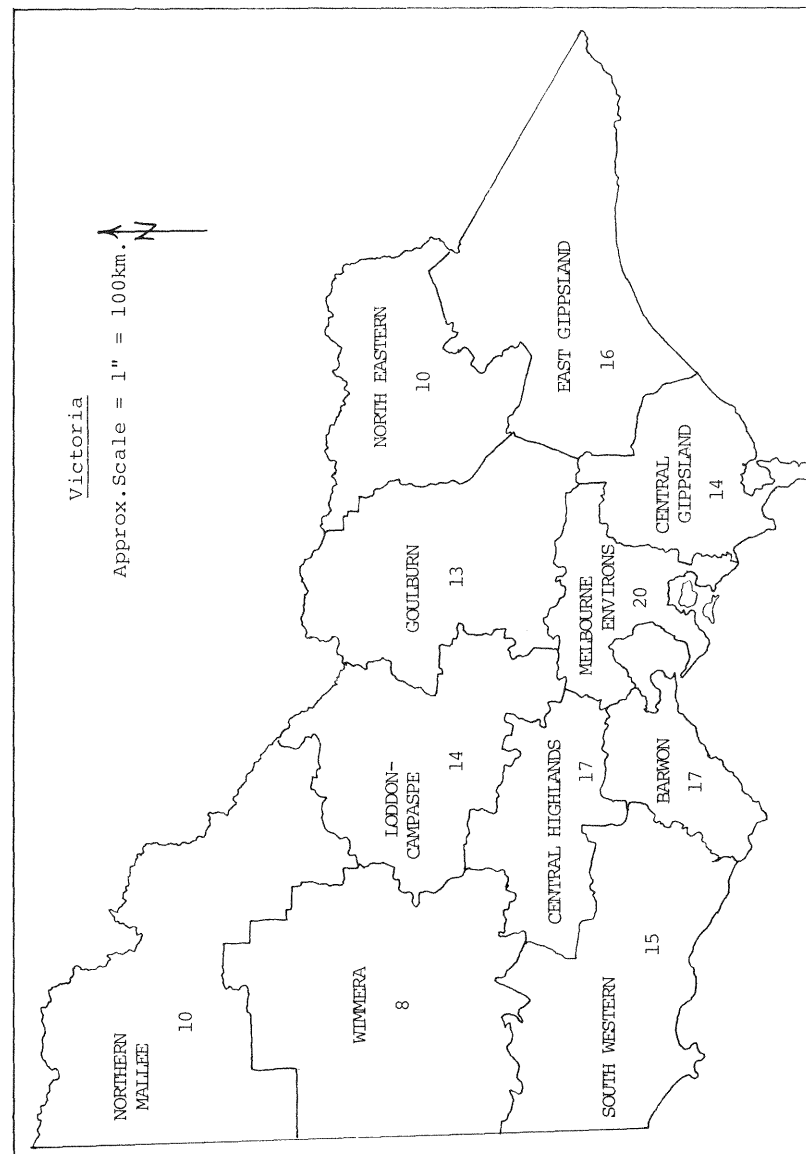 Victoria
Approx.Scale = 1" = 100km.
N
NORTHERN
MALLEE
10
WIMMERA
8
LODDON-
CAMPASPE
14
GOULBURN
13
NORTH EASTERN
10
SOUTH WESTERN
15
CENTRAL HIGHLANDS
17
BARWON
17
MELBOURNE
ENVIRONS
20
CENTRAL
GIPPSLAND
14
EAST GIPPSLAND
16